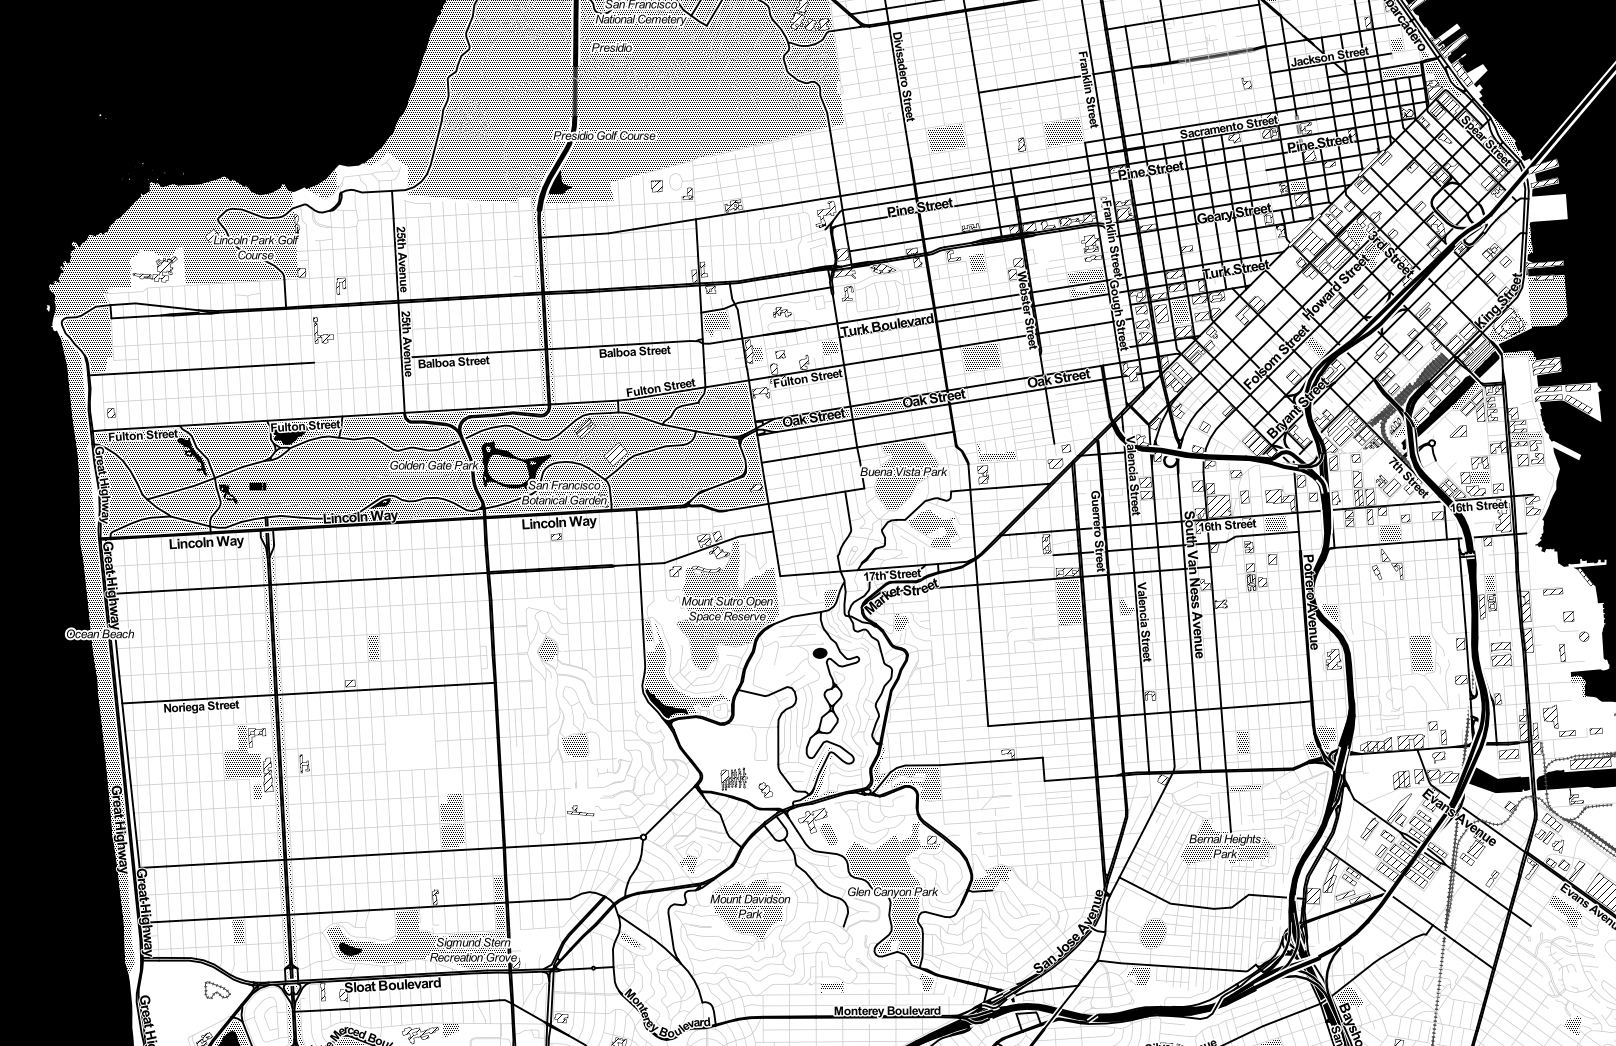 San Francisco
National Cemetery
Presidio
Embarcadero
Divisadero Street
Franklin Street
Jackson Street
Presidio Golf Course
Sacramento Street
Spear Street
Pine Street
Pine Street
Pine Street
Geary Street
Franklin Street
Lincoln Park Golf
Course
25th Avenue
3rd Street
Turk Street
Howard Street
Webster Street
Gough Street
King Street
25th Avenue
Turk Boulevard
Balboa Street
Balboa Street
Folsom Street
Fulton Street
Fulton Street
Oak Street
Oak Street
Oak Street
Bryant Street
Fulton Street
Fulton Street
Golden Gate Park
Great Highway
San Francisco
Botanical Garden
Buena Vista Park
Valencia Street
7th Street
Guerrero Street
16th Street
16th Street
Lincoln Way
Lincoln Way
Lincoln Way
South Van Ness Avenue
Great Highway
17th Street
Market Street
Potrero Avenue
Mount Sutro Open
Space Reserve
Valencia Street
Ocean Beach
Noriega Street
Great Highway
Evans Avenue
Bernal Heights
Park
Great Highway
Mount Davidson
Park
Glen Canyon Park
Evans Avenue
Sigmund Stern
Recreation Grove
San Jose Avenue
Sloat Boulevard
Monterey Boulevard
Monterey Boulevard